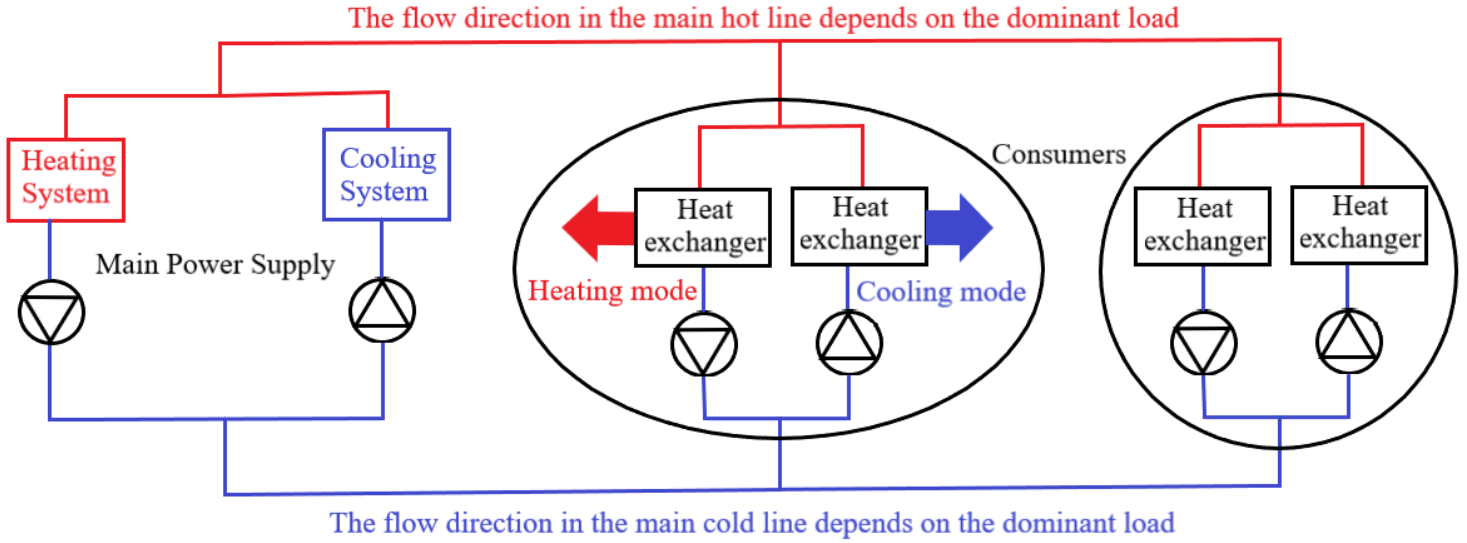 The flow direction in the main hot line depends on the dominant load
Heating
System
Cooling
System
Main Power Supply
Consumers
Heat
exchanger
Heat
exchanger
Heating mode
Cooling mode
Heat
exchanger
Heat
exchanger
The flow direction in the main cold line depends on the dominant load